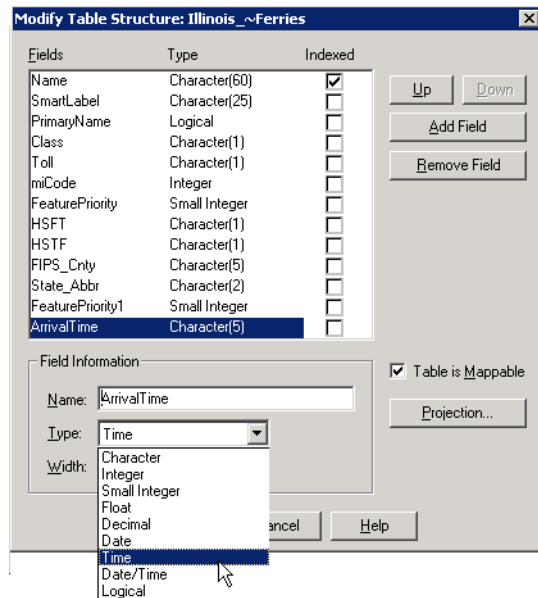 Modify Table Structure: Illinois_~Ferries
Fields Type Indexed
Name Character(60)
SmartLabel Character(25)
PrimaryName Logical
Class Character(1)
Toll Character(1)
miCode Integer
FeaturePriority Small Integer
HSFT Character(1)
HSTF Character(1)
FIPS_Cnty Character(5)
State_Abbr Character(2)
FeaturePriority1 Small Integer
ArrivalTime Character(5)
Up Down
Add Field
Remove Field
Field Information
Name: ArrivalTime
Type: Time
Width:
Character
Integer
Small Integer
Float
Decimal
Date
Time
Date/Time
Logical
Table is Mappable
Projection...
ancel Help